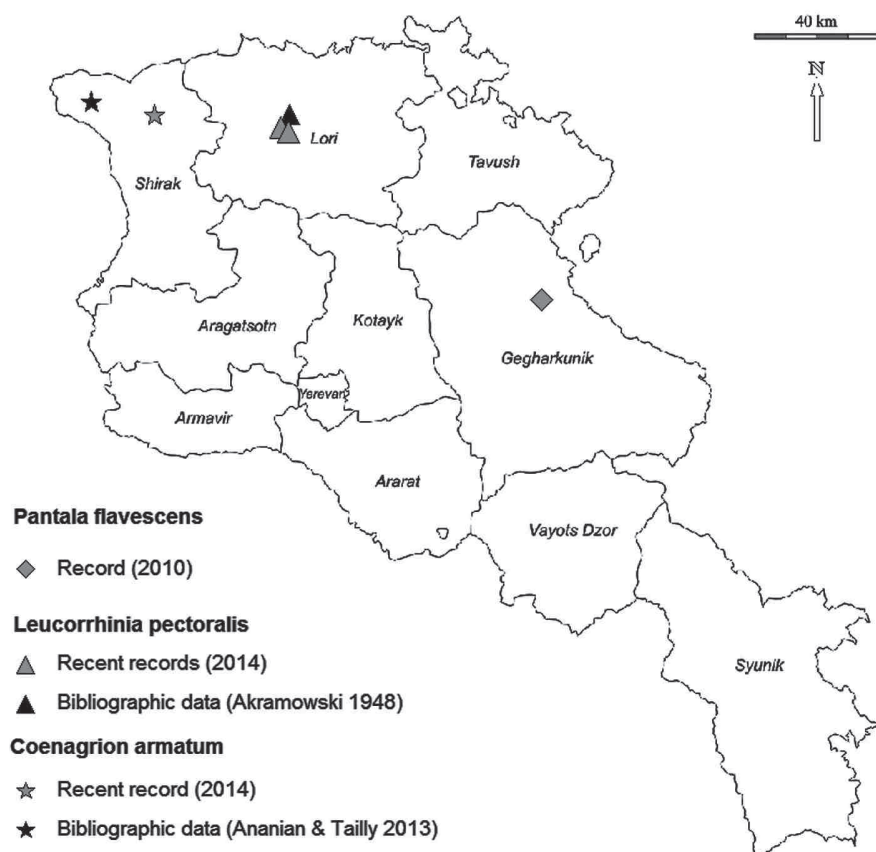 40 km
N
Lori
Tavush
Shirak
Kotayk
Aragatsotn
Gegharkunik
Yerevan
Armavir
Ararat
Vayots Dzor
Syunik
Pantala flavescens
Record (2010)
Leucorrhinia pectoralis
Recent records (2014)
Bibliographic data (Akramowski 1948)
Coenagrion armatum
Recent record (2014)
Bibliographic data (Ananian & Tailly 2013)